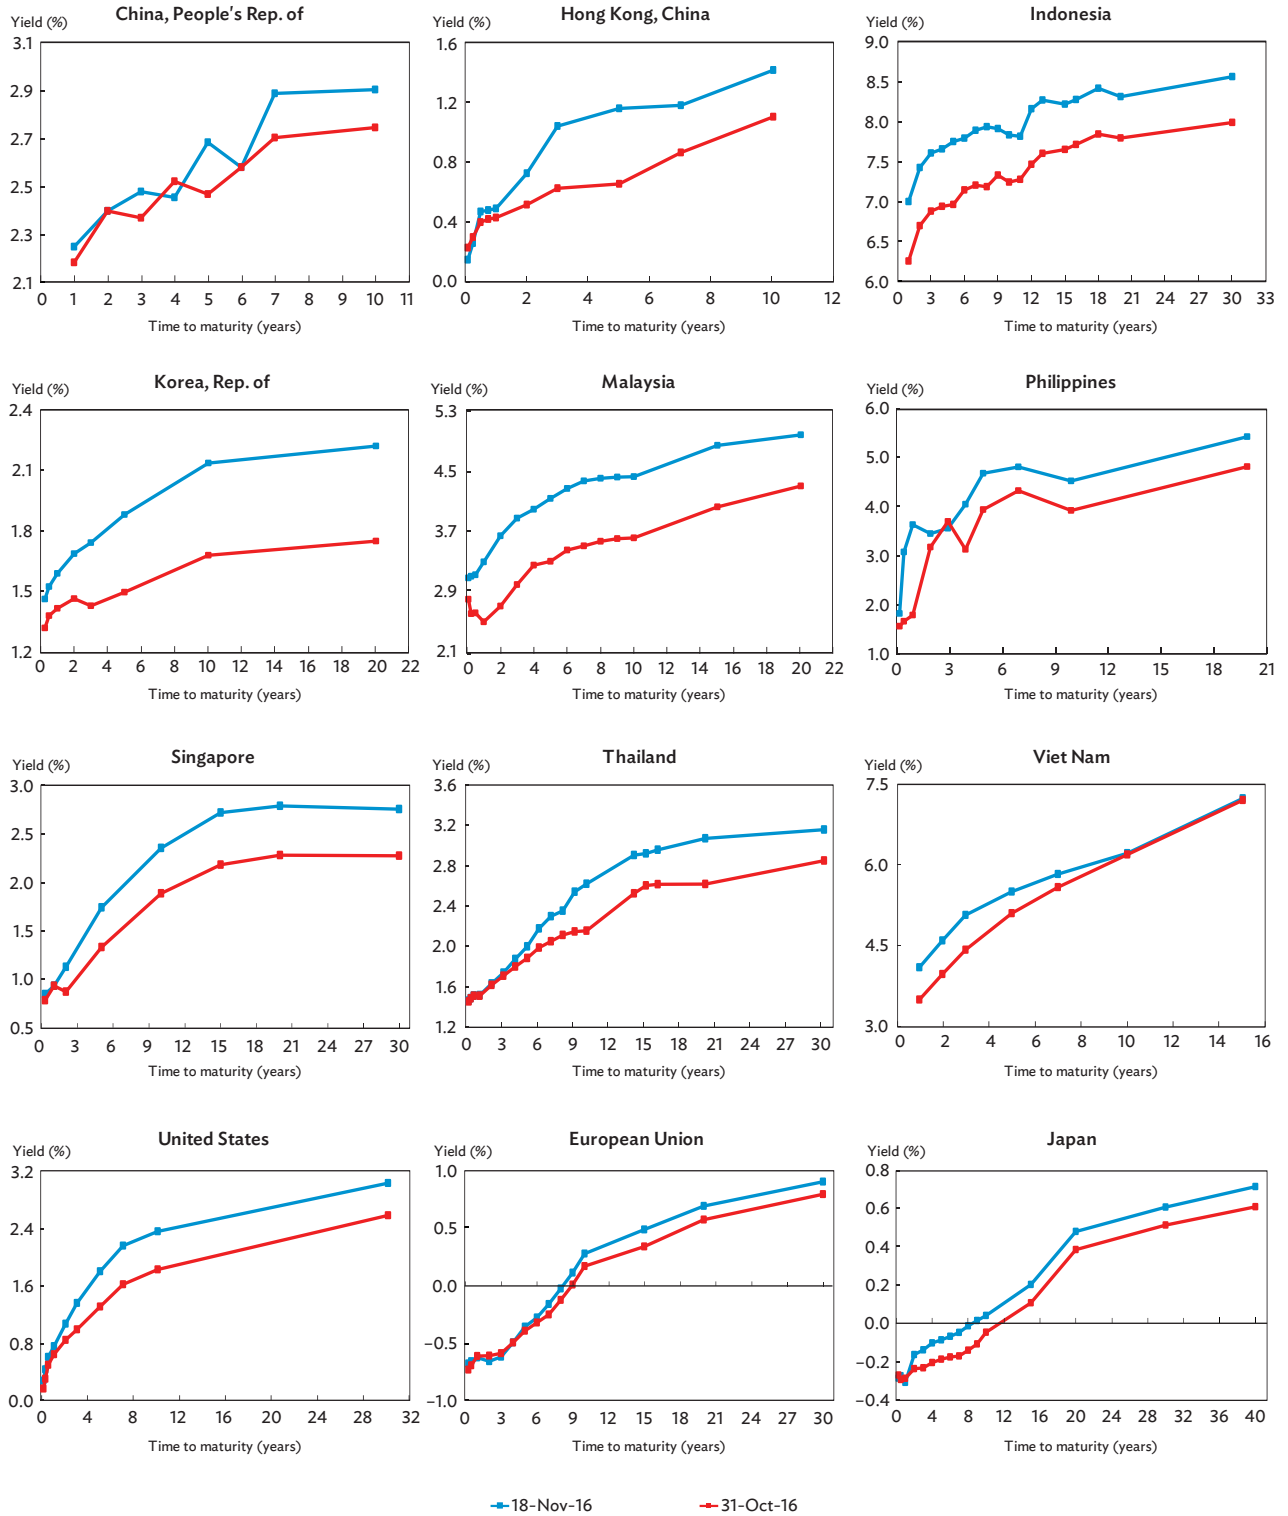 China, People's Rep. of
Yield (%)
3.1
2.9
2.7
2.5
2.3
2.1
0 1 2 3 4 5 6 7 8 9 10 11
Time to maturity (years)
Hong Kong, China
Yield (%)
1.6
1.2
0.8
0.4
0.0
0 2 4 6 8 10 12
Time to maturity (years)
Indonesia
Yield (%)
9.0
8.5
8.0
7.5
7.0
6.5
6.0
0 3 6 9 12 15 18 21 24 27 30 33
Time to maturity (years)
Korea, Rep. of
Yield (%)
2.4
2.1
1.8
1.5
1.2
0 2 4 6 8 10 12 14 16 18 20 22
Time to maturity (years)
Malaysia
Yield (%)
5.3
4.5
3.7
2.9
2.1
0 2 4 6 8 10 12 14 16 18 20 22
Time to maturity (years)
Philippines
Yield (%)
6.0
5.0
4.0
3.0
2.0
1.0
0 3 6 9 12 15 18 21
Time to maturity (years)
Singapore
Yield (%)
3.0
2.5
2.0
1.5
1.0
0.5
0 3 6 9 12 15 18 21 24 27 30
Time to maturity (years)
Thailand
Yield (%)
3.6
3.2
2.8
2.4
2.0
1.6
1.2
0 3 6 9 12 15 18 21 24 27 30
Time to maturity (years)
Viet Nam
Yield (%)
7.5
6.0
4.5
3.0
0 2 4 6 8 10 12 14 16
Time to maturity (years)
United States
Yield (%)
3.2
2.4
1.6
0.8
0.0
0 4 8 12 16 20 24 28 32
Time to maturity (years)
European Union
Yield (%)
1.0
0.5
0.0
–0.5
–1.0
0 3 6 9 12 15 18 21 24 27 30
Time to maturity (years)
Japan
Yield (%)
0.8
0.6
0.4
0.2
0.0
–0.2
–0.4
0 4 8 12 16 20 24 28 32 36 40
Time to maturity (years)
18-Nov-16 31-Oct-16